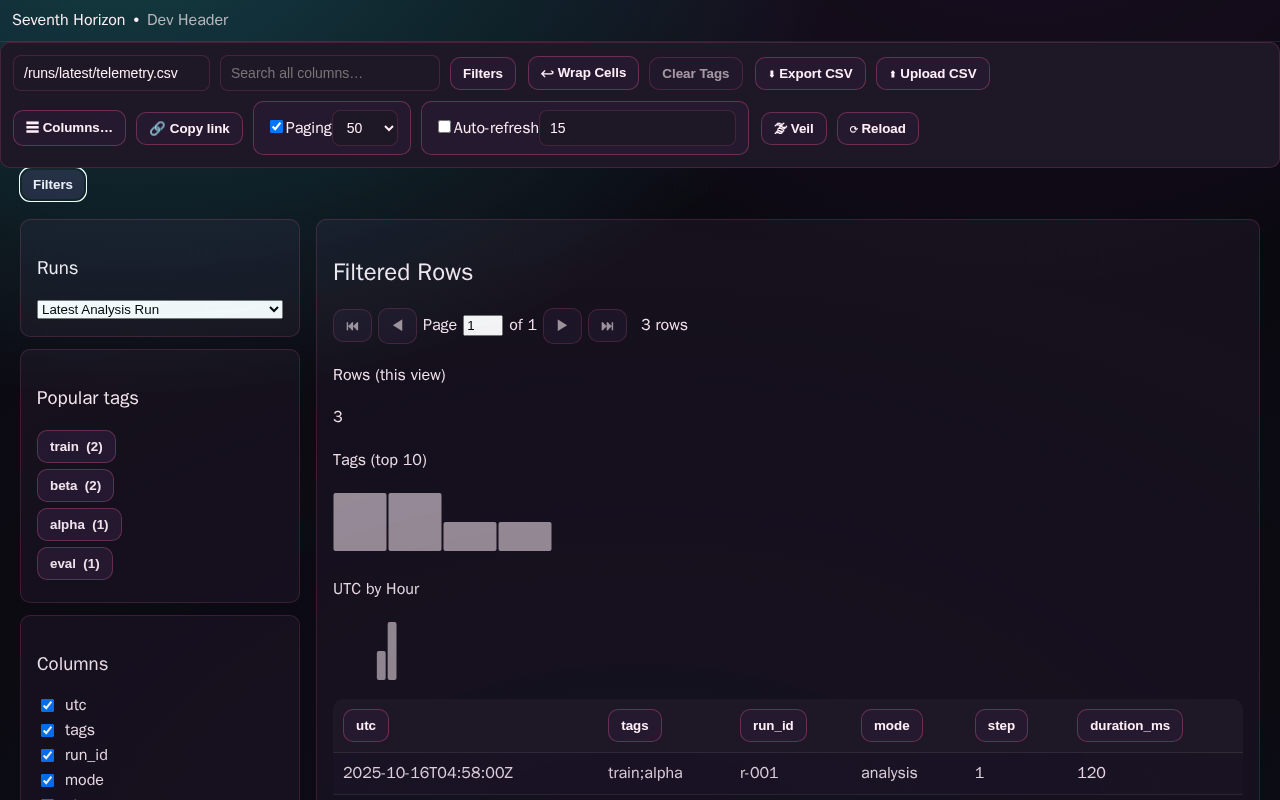 Seventh Horizon • Dev Header
/runs/latest/telemetry.csv Search all columns… Filters ↩ Wrap Cells Clear Tags ⬇ Export CSV ⬆ Upload CSV
☰ Columns… 🔗 Copy link Paging 50 Auto-refresh 15 Veil ⟳ Reload
Filters
Runs
Latest Analysis Run
Popular tags
train (2)
beta (2)
alpha (1)
eval (1)
Columns
utc
tags
run_id
mode
Filtered Rows
⏮ ◀ Page 1 of 1 ▶ ⏭ 3 rows
Rows (this view)
3
Tags (top 10)
UTC by Hour
utc tags run_id mode step duration_ms
2025-10-16T04:58:00Z train;alpha r-001 analysis 1 120